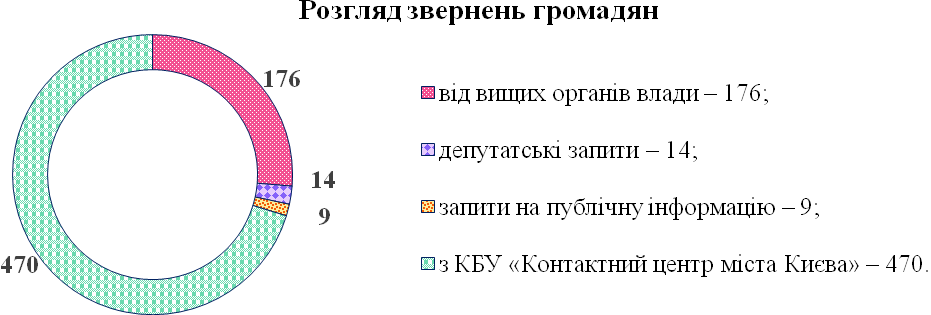 Розгляд звернень громадян
176
14
9
470
від вищих органів влади – 176;
депутатські запити – 14;
запити на публічну інформацію – 9;
з КБУ «Контактний центр міста Києва» – 470.